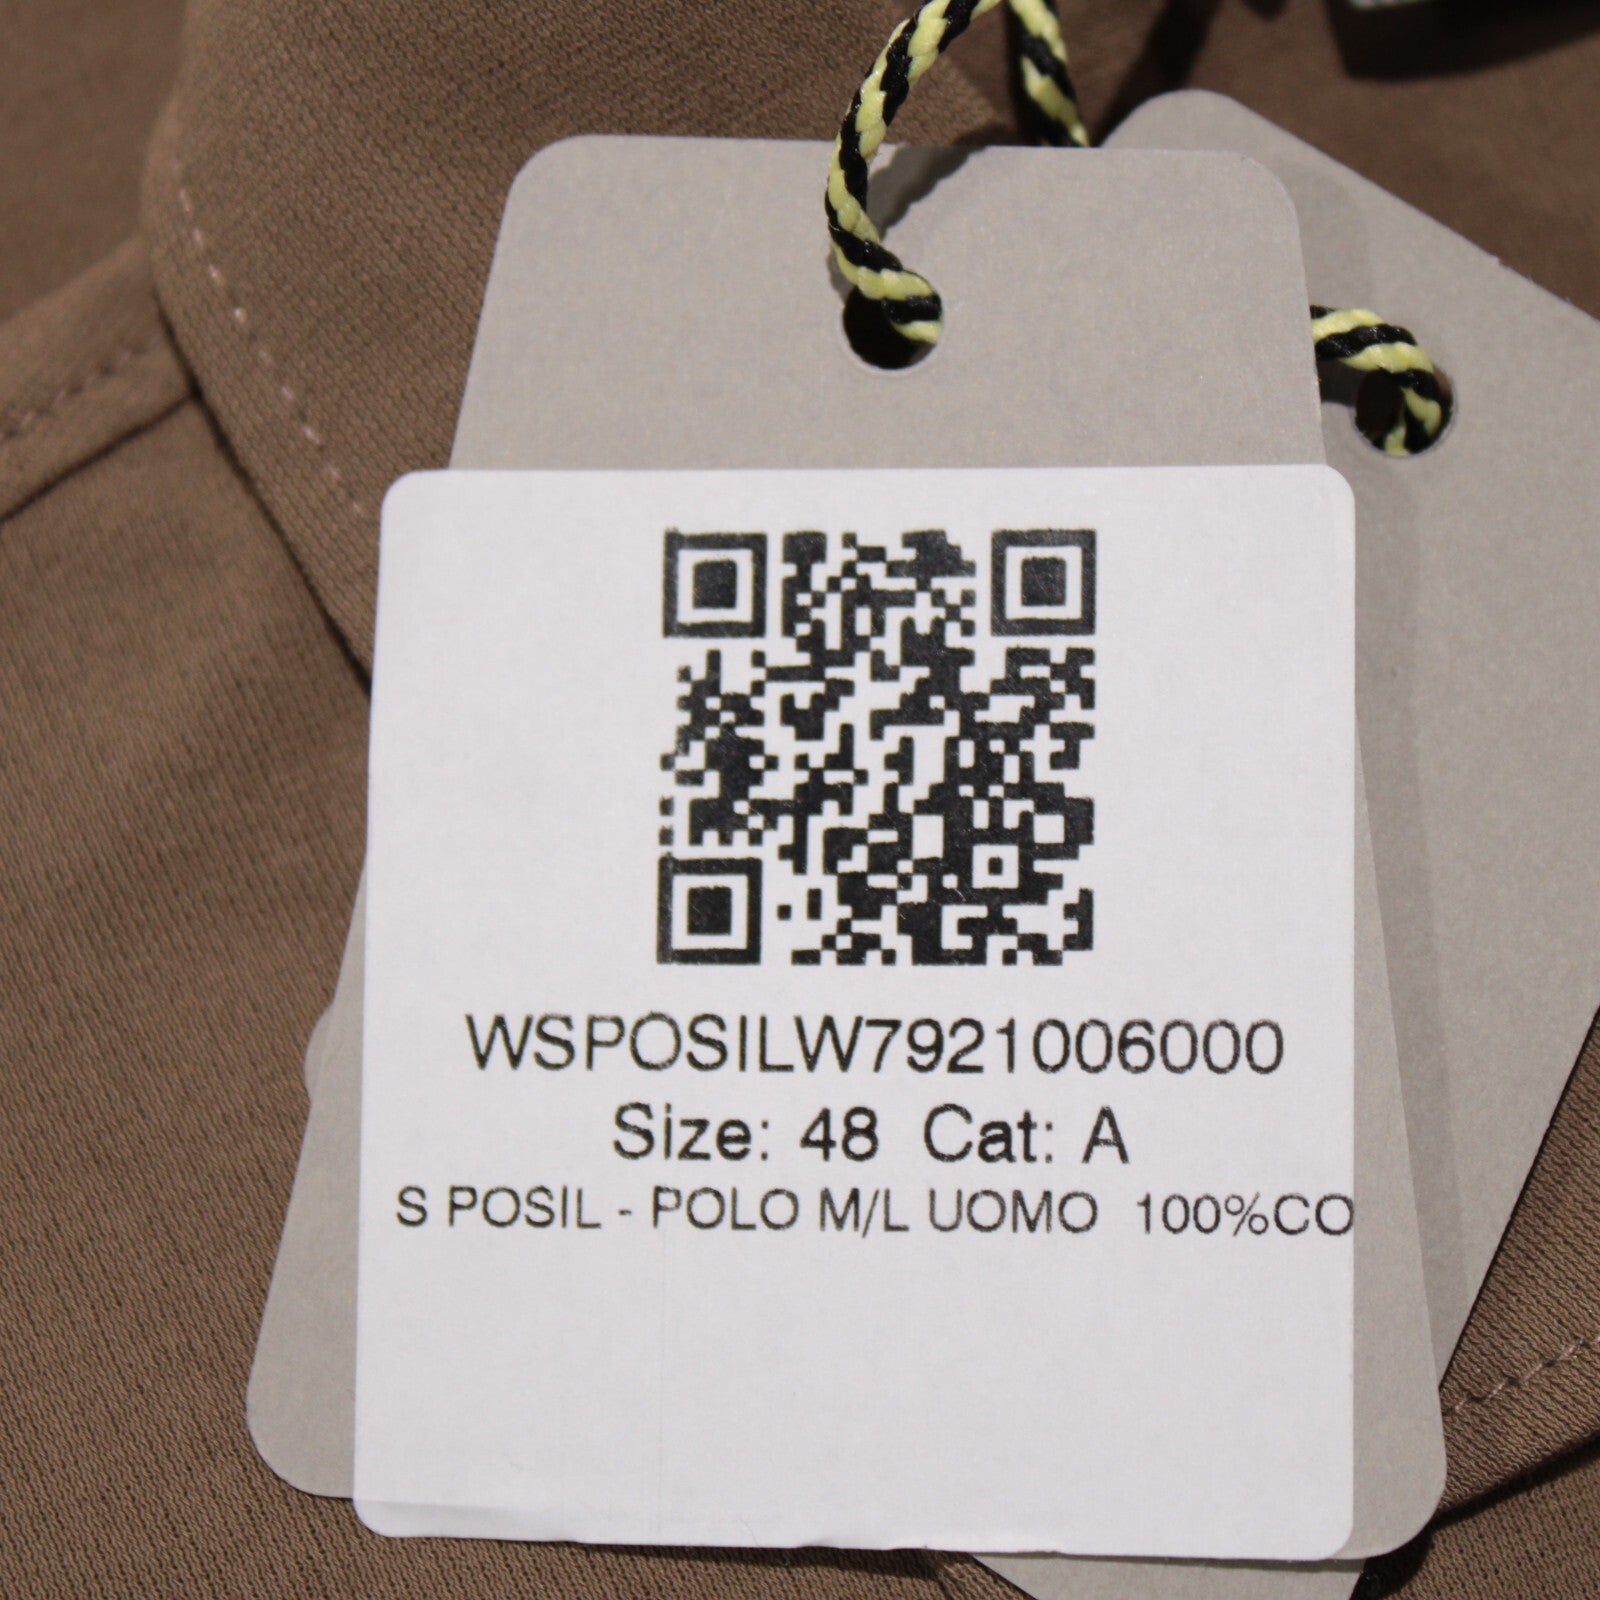 WSPOSILW7921006000
Size: 48 Cat: A
S POSIL - POLO M/L UOMO 100%CO